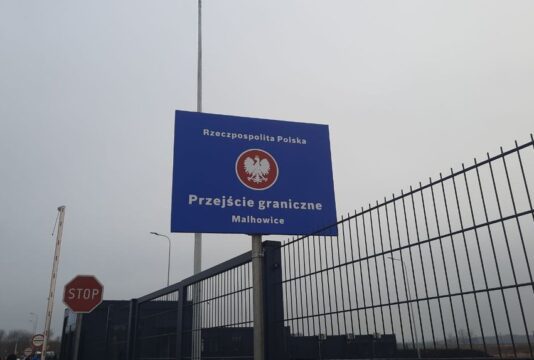 Rzeczpospolita Polska
Przejście graniczne
Malhowice
STOP